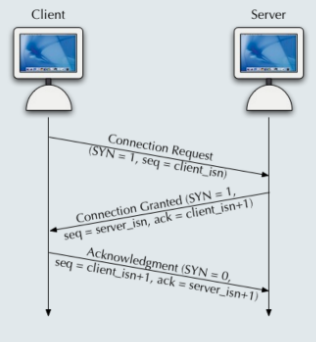 Client
Server
Connection Request
(SYN = 1, seq = client_isn)
Connection Granted (SYN = 1,
seq = server_isn, ack = client_isn+1)
Acknowledgment (SYN = 0,
seq = client_isn+1, ack = server_isn+1)